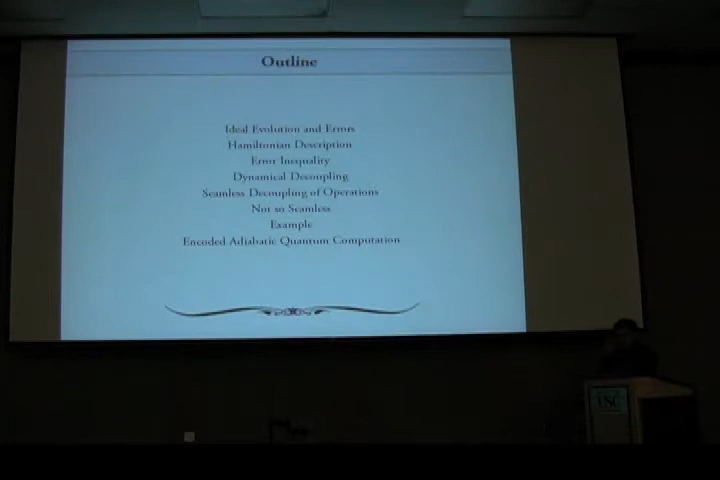 Outline
Ideal Evolution and Errors
Hamiltonian Description
Error Inequality
Dynamical Decoupling
Seamless Decoupling of Operations
Not so Seamless
Example
Encoded Adiabatic Quantum Computation
USC